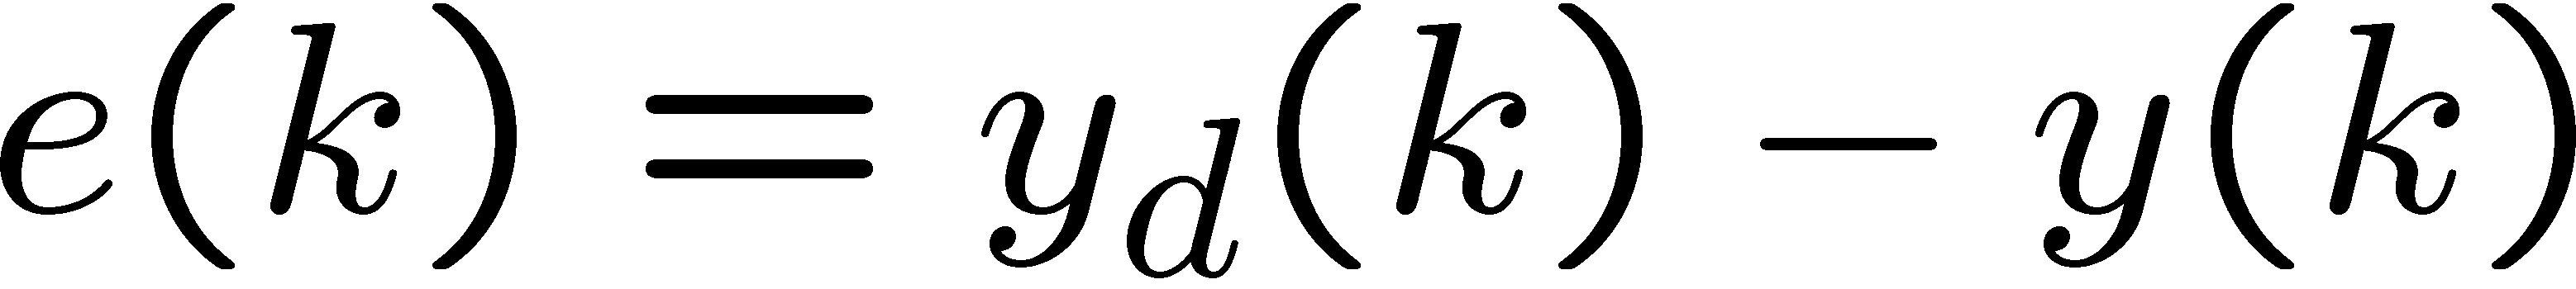 e(k) = y_d(k) − y(k)